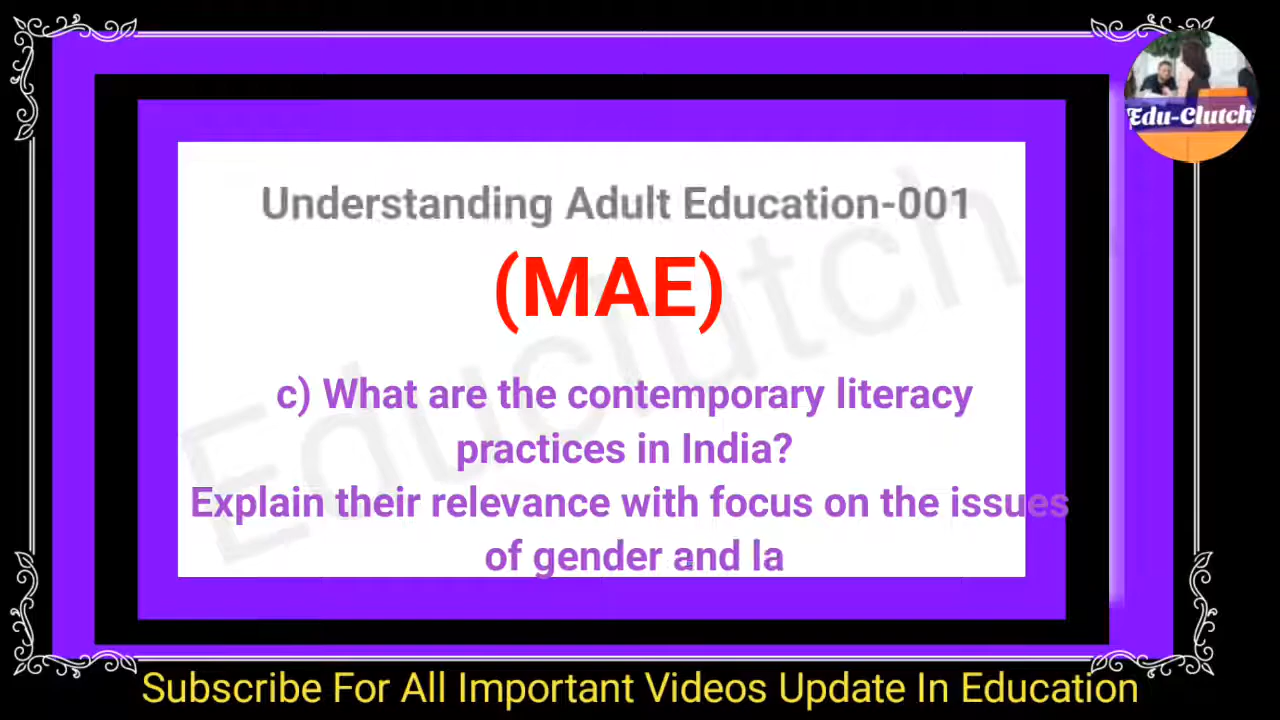 Edu-Clutch
Understanding Adult Education-001
(MAE)
c) What are the contemporary literacy
practices in India?
Explain their relevance with focus on the issues
of gender and la
Educlutch
Subscribe For All Important Videos Update In Education